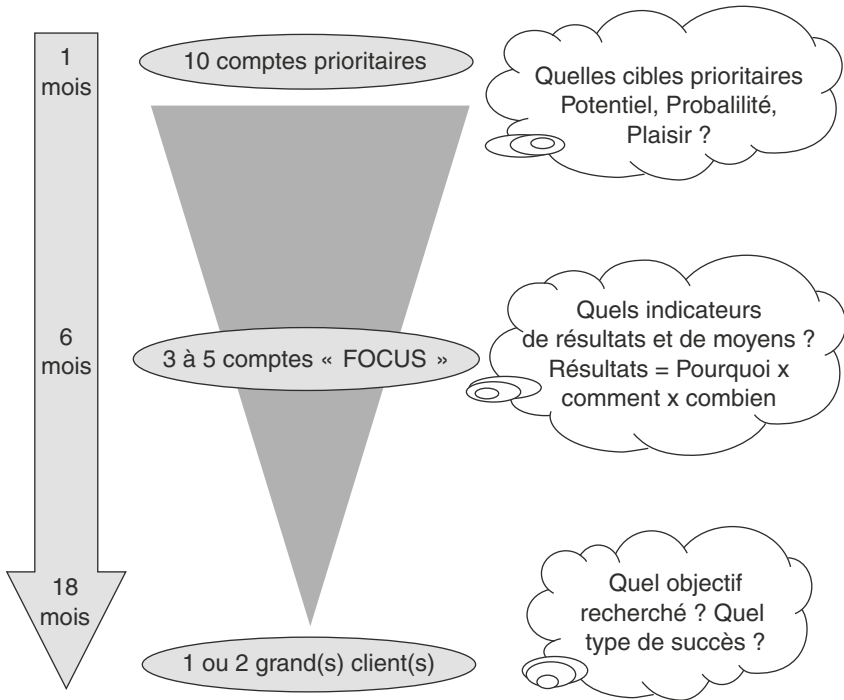 1
mois
10 comptes prioritaires
Quelles cibles prioritaires
Potentiel, Probalilité,
Plaisir ?
6
mois
3 à 5 comptes « FOCUS »
Quels indicateurs
de résultats et de moyens ?
Résultats = Pourquoi x
comment x combien
18
mois
1 ou 2 grand(s) client(s)
Quel objectif
recherché ? Quel
type de succès ?